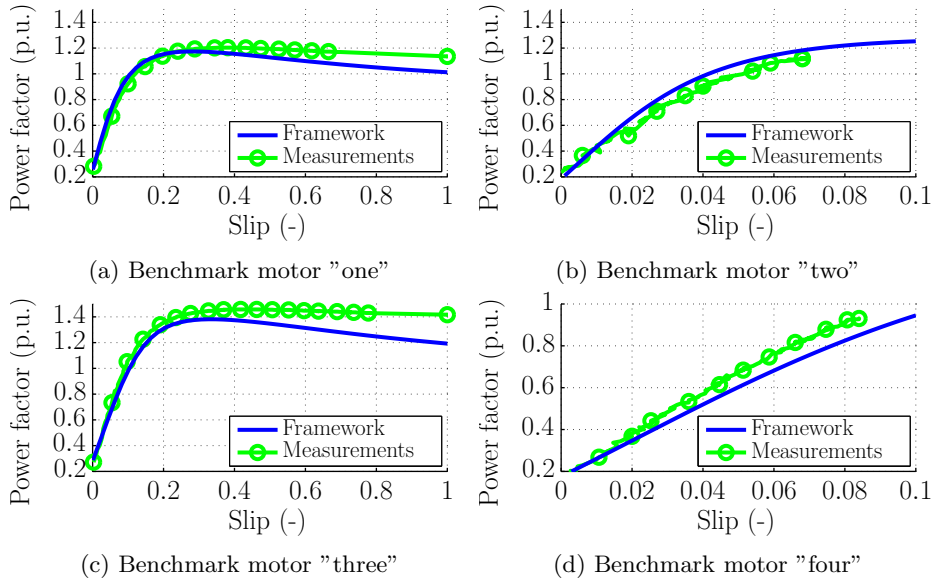 Power factor (p.u.)
1.4
1.2
1
0.8
0.6
0.4
0.2
0
0.2
0.4
0.6
0.8
1
Slip (-)
Framework
Measurements
(a) Benchmark motor ”one”
Power factor (p.u.)
1.4
1.2
1
0.8
0.6
0.4
0.2
0
0.02
0.04
0.06
0.08
0.1
Slip (-)
Framework
Measurements
(b) Benchmark motor ”two”
Power factor (p.u.)
1.4
1.2
1
0.8
0.6
0.4
0.2
0
0.2
0.4
0.6
0.8
1
Slip (-)
Framework
Measurements
(c) Benchmark motor ”three”
Power factor (p.u.)
1
0.8
0.6
0.4
0.2
0
0.02
0.04
0.06
0.08
0.1
Slip (-)
Framework
Measurements
(d) Benchmark motor ”four”